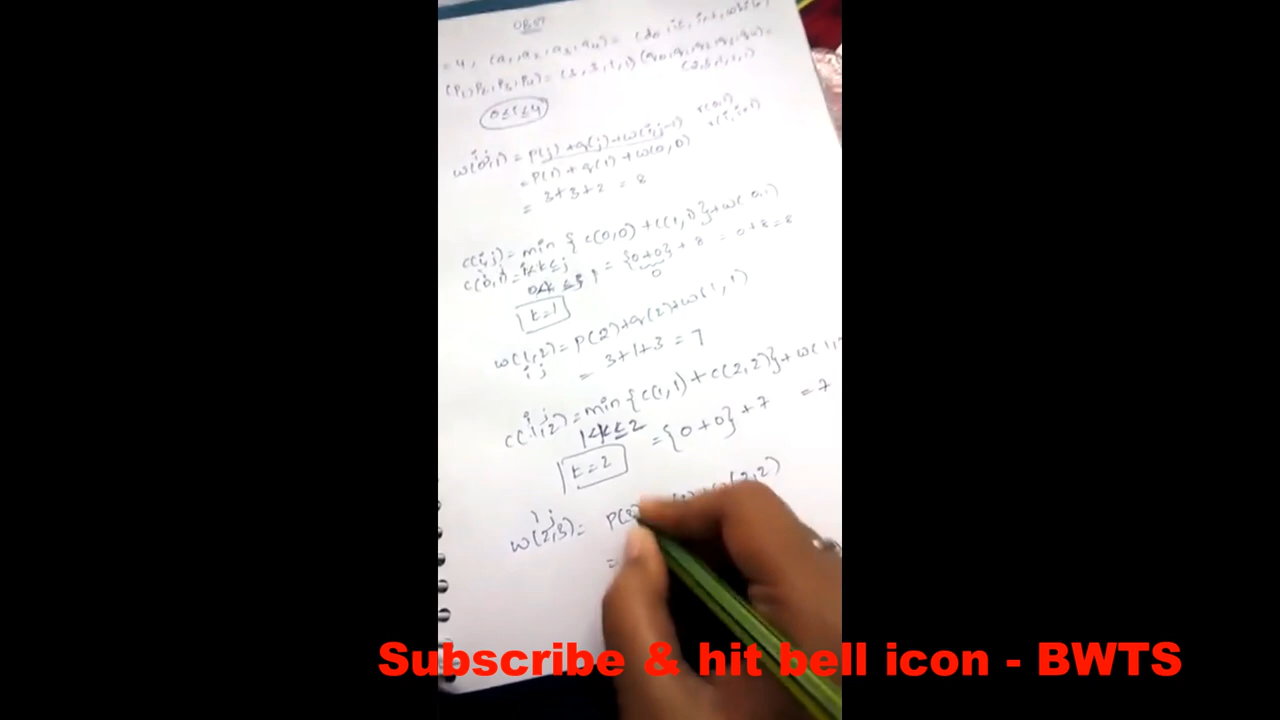 OBST
= 4, (a1, a2, a3, a4) = (do, if, int, while)
(P1, P2, P3, P4) = (3, 3, 1, 1) (q0, q1, q2, q3, q4) =
(2, 3, 1, 1, 1)
0 ≤ i ≤ 4
i j
w(0,1) = P(j) + q(j) + w(i, j-1) r(0,1)
= P(1) + q(1) + w(0,0) r(i, i+1)
= 3+3+2 = 8
c(i,j) = min { c(0,0) + c(1,1) } + w(0,1)
c(0,1) = i<k≤j = {0+0} + 8 = 0+8 = 8
0
k=1
w(1,2) = P(2) + q(2) + w(1,1)
i j = 3+1+3 = 7
i j
c(1,2) = min { c(1,1) + c(2,2) } + w(1,
1<k≤2 = {0+0} + 7 = 7
k=2
i j
w(2,3) = P(3) (2,2)
=
Subscribe & hit bell icon - BWTS